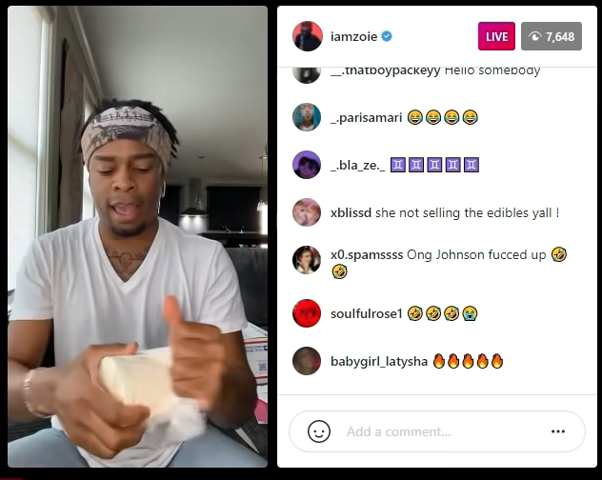 iamzoie LIVE 7,648
__.thatboypackeyy Hello somebody
_.parisamari 😂😂😂😂
_.bla_ze._ ♊♊♊♊♊
xblissd she not selling the edibles yall !
x0.spamssss Ong Johnson fucced up 🤣
🤣
soulfulrose1 🤣🤣🤣😭
babygirl_latysha 🔥🔥🔥🔥🔥
Add a comment...